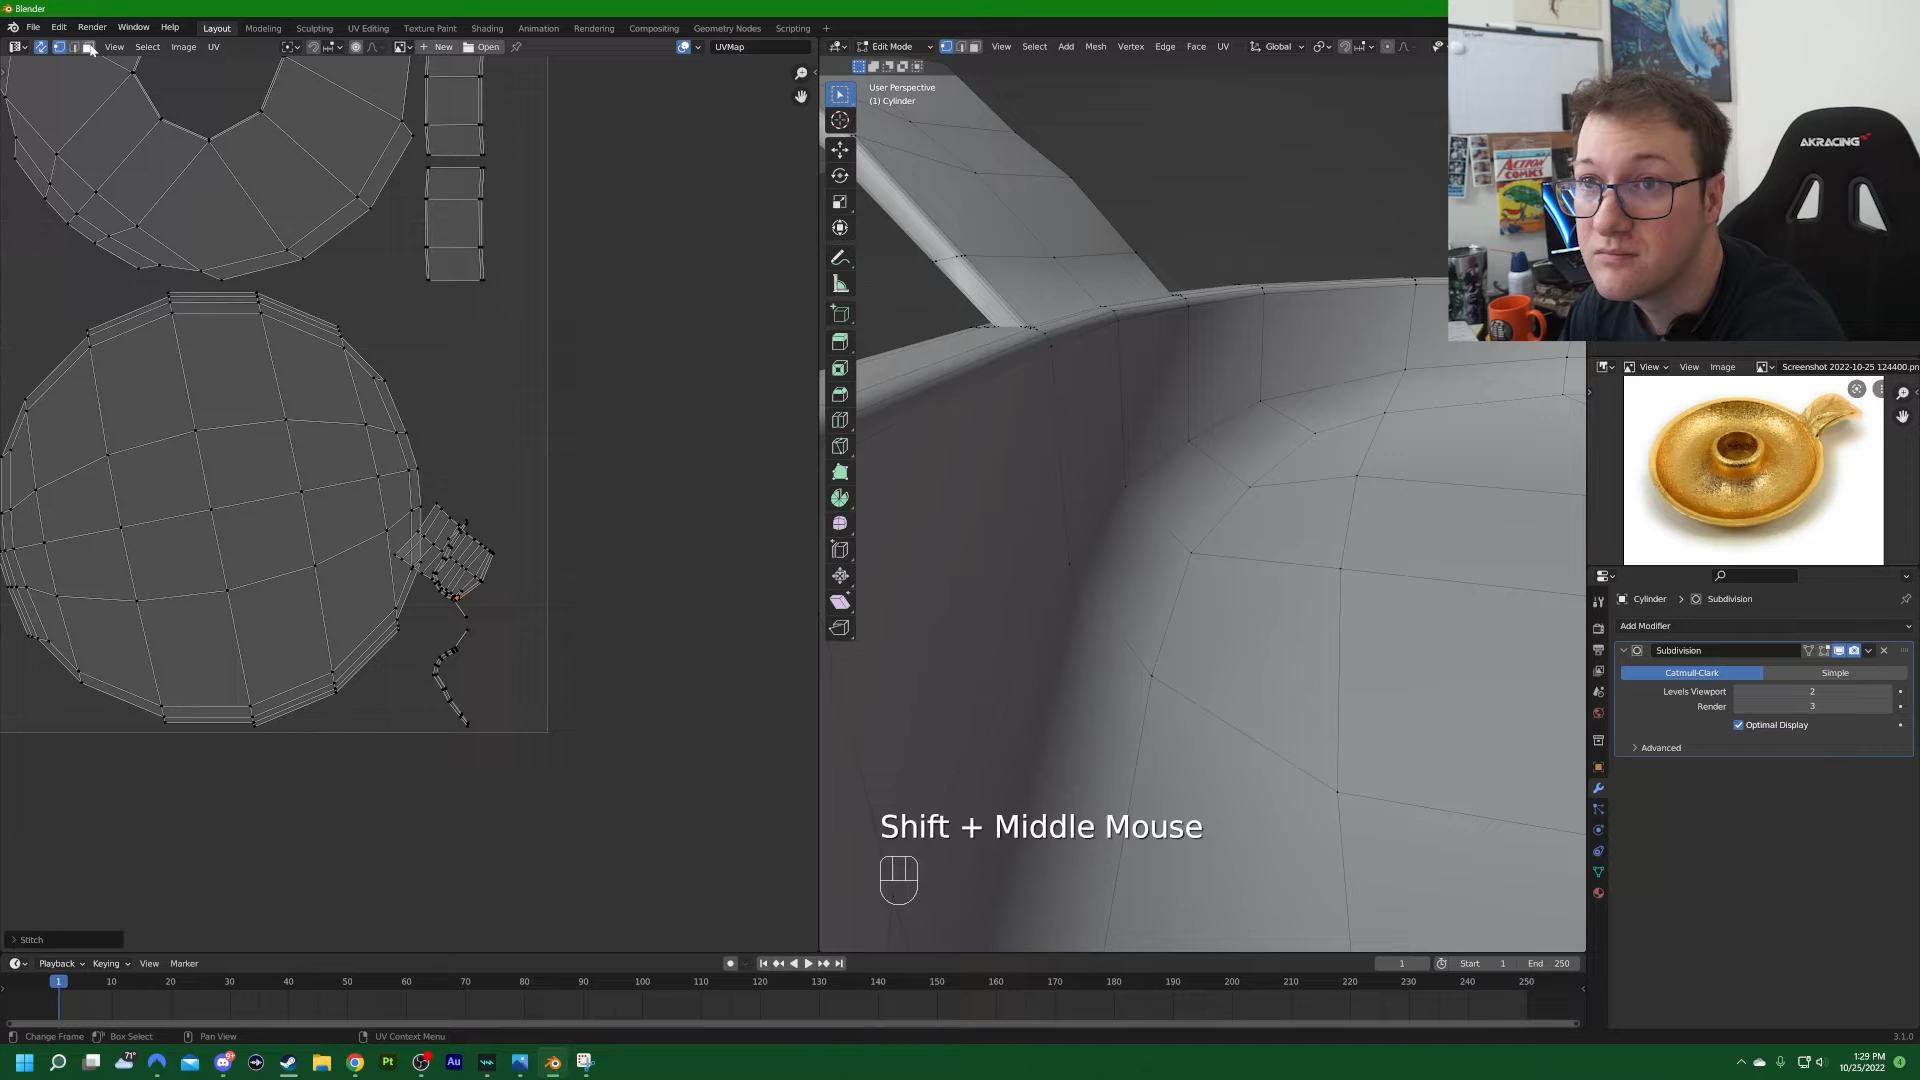 Blender
File Edit Render Window Help
Layout Modeling Sculpting UV Editing Texture Paint Shading Animation Rendering Compositing Geometry Nodes Scripting +
View Select Image UV
New Open
UVMap
Edit Mode View Select Add Mesh Vertex Edge Face UV
Global
User Perspective
(1) Cylinder
AKRACING
ACTION
COMICS
View View Image Screenshot 2022-10-25 124400.pn
Cylinder > Subdivision
Add Modifier
Subdivision
Catmull-Clark Simple
Levels Viewport 2
Render 3
Optimal Display
Advanced
Shift + Middle Mouse
Stitch
Playback Keying View Marker
1 Start 1 End 250
1 10 20 30 40 50 60 70 80 90 100 110 120 130 140 150 160 170 180 190 200 210 220 230 240 250
Change Frame Box Select Pan View UV Context Menu
3.1.0
71°
Pt
Au
1:29 PM
10/25/2022
4